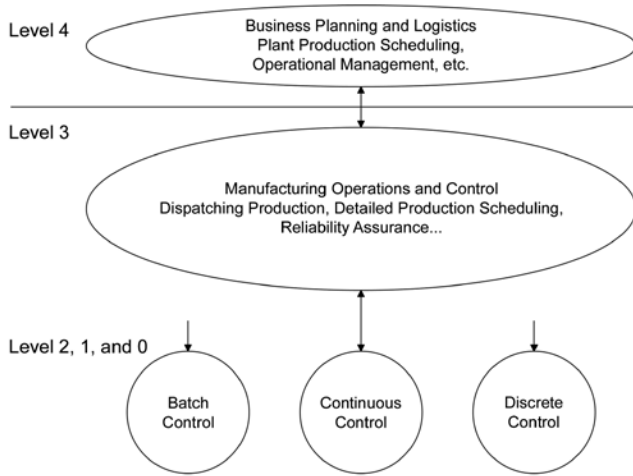 Level 4
Business Planning and Logistics
Plant Production Scheduling,
Operational Management, etc.
Level 3
Manufacturing Operations and Control
Dispatching Production, Detailed Production Scheduling,
Reliability Assurance...
Level 2, 1, and 0
Batch
Control
Continuous
Control
Discrete
Control